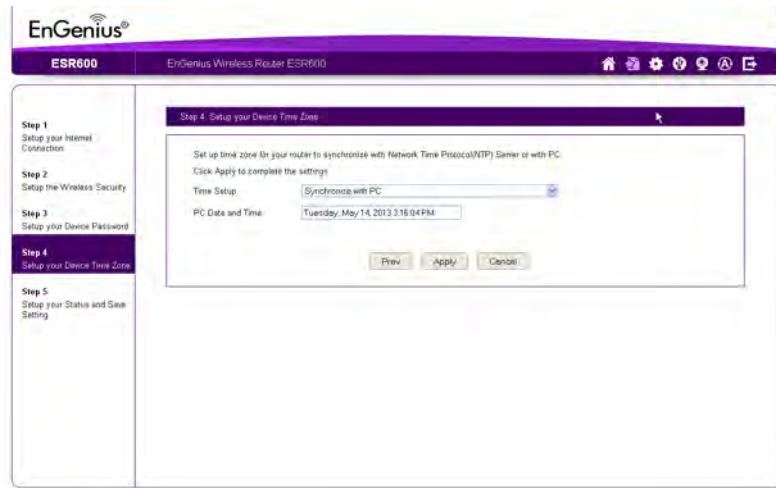 EnGenius®
ESR600
EnGenius Wireless Router ESR600
Step 1
Setup your Internet
Connection
Step 2
Setup the Wireless Security
Step 3
Setup your Device Password
Step 4
Setup your Device Time Zone
Step 5
Setup your Status and Save
Setting
Step 4. Setup your Device Time Zone
Set up time zone for your router to synchronize with Network Time Protocol(NTP) Server or with PC.
Click Apply to complete the settings
Time Setup
Synchronize with PC
PC Date and Time
Tuesday, May 14, 2013 3:16:04 PM
Prev
Apply
Cancel